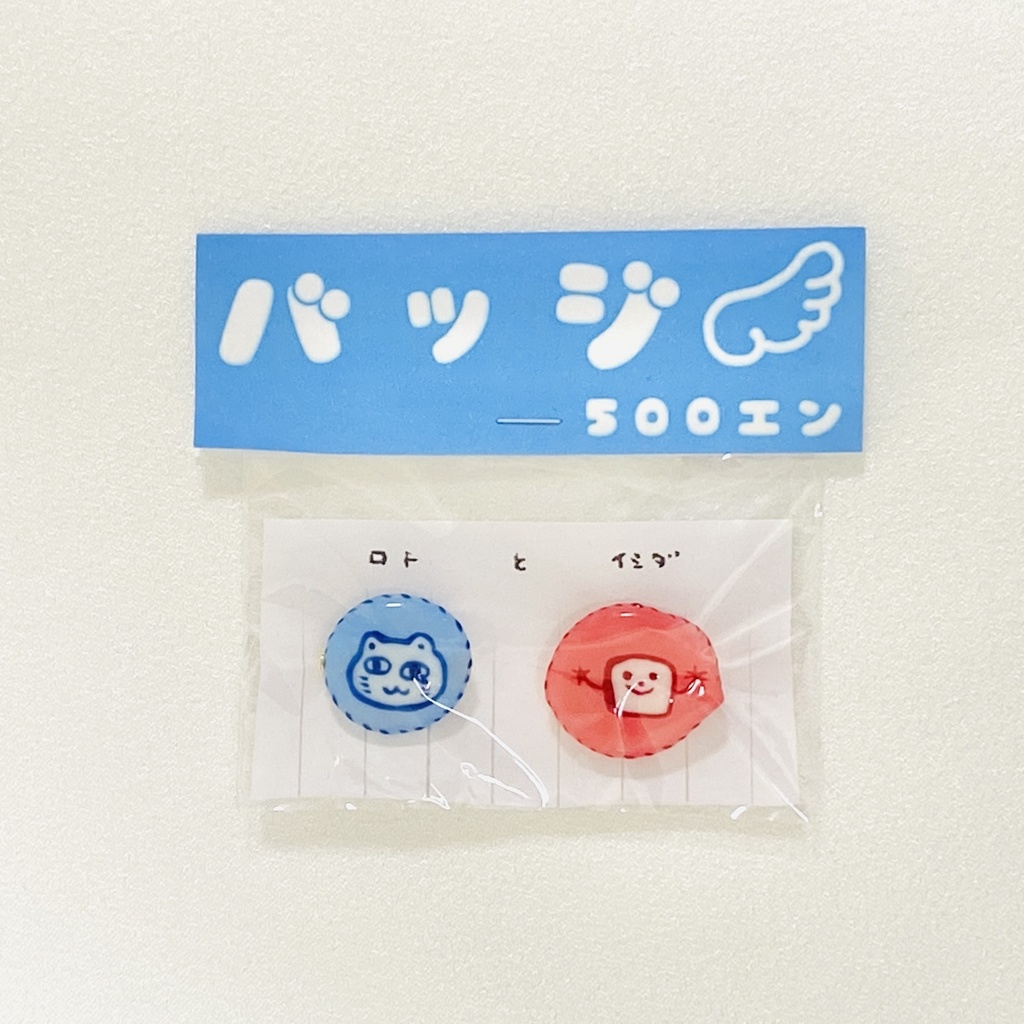 バッジ
500エン
ロト と イミダ